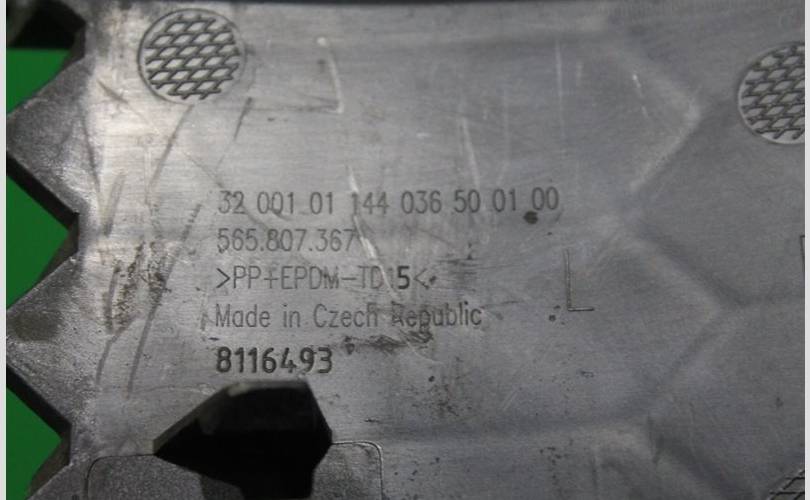 32 001 01 144 036 50 01 00
565.807.367
>PP+EPDM-TD15<
Made in Czech Republic
8116493
L